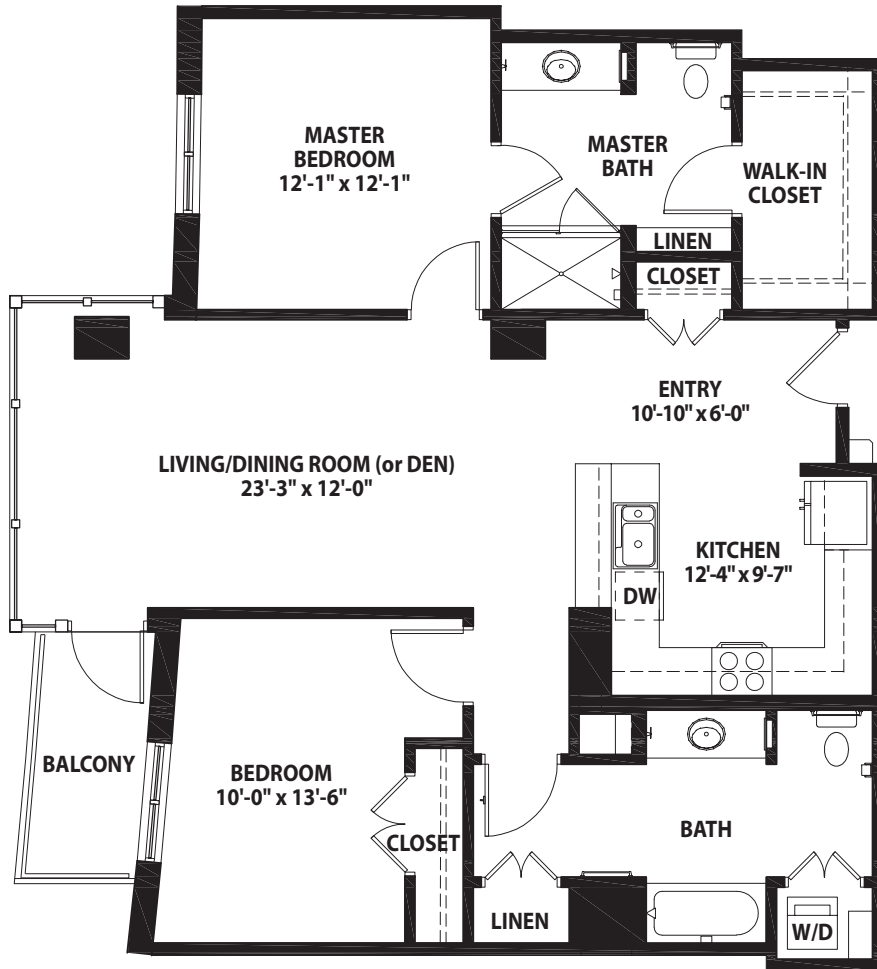 MASTER
BEDROOM
12'-1" x 12'-1"
MASTER
BATH
WALK-IN
CLOSET
LINEN
CLOSET
ENTRY
10'-10" x 6'-0"
LIVING/DINING ROOM (or DEN)
23'-3" x 12'-0"
KITCHEN
12'-4" x 9'-7"
DW
BALCONY
BEDROOM
10'-0" x 13'-6"
CLOSET
BATH
LINEN
W/D